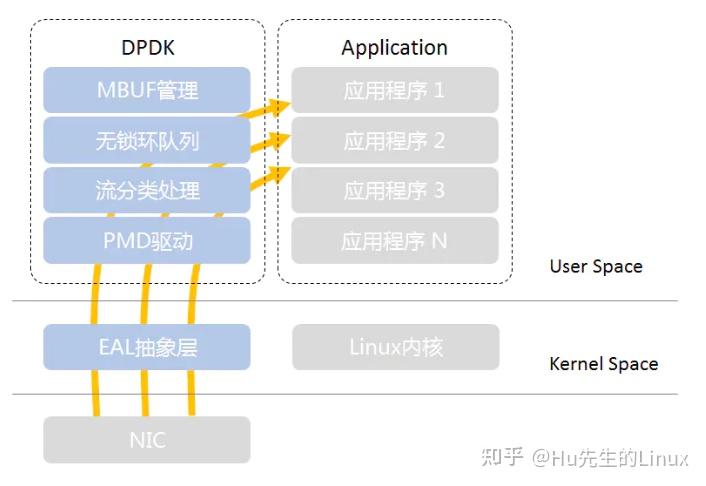 DPDK
MBUF管理
无锁环队列
流分类处理
PMD驱动
Application
应用程序 1
应用程序 2
应用程序 3
应用程序 N
User Space
EAL抽象层
Linux内核
Kernel Space
NIC
知乎 @Hu先生的Linux